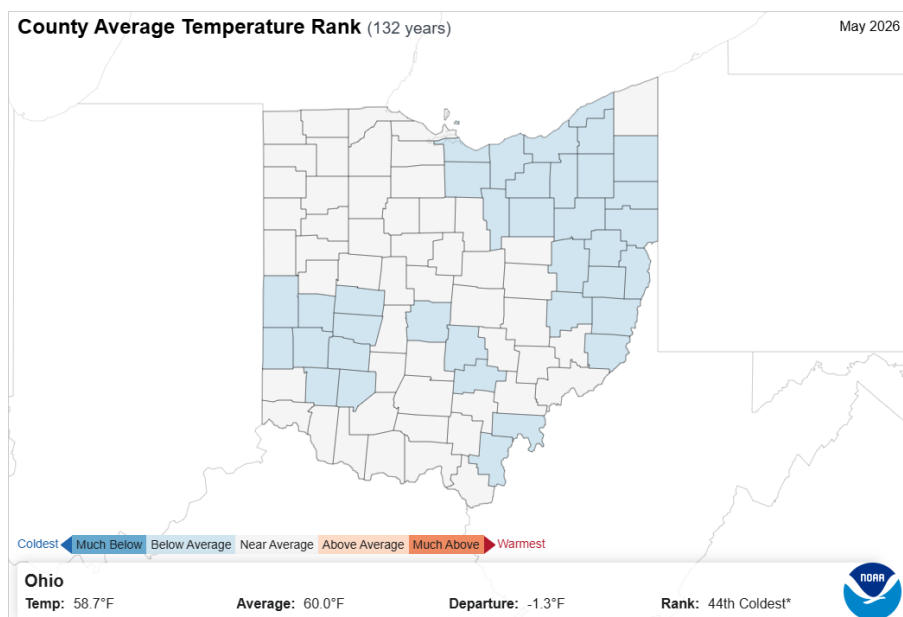 County Average Temperature Rank (132 years)
May 2026
Coldest Much Below Below Average Near Average Above Average Much Above Warmest
Ohio
Temp: 58.7°F Average: 60.0°F Departure: -1.3°F Rank: 44th Coldest*
NOAA